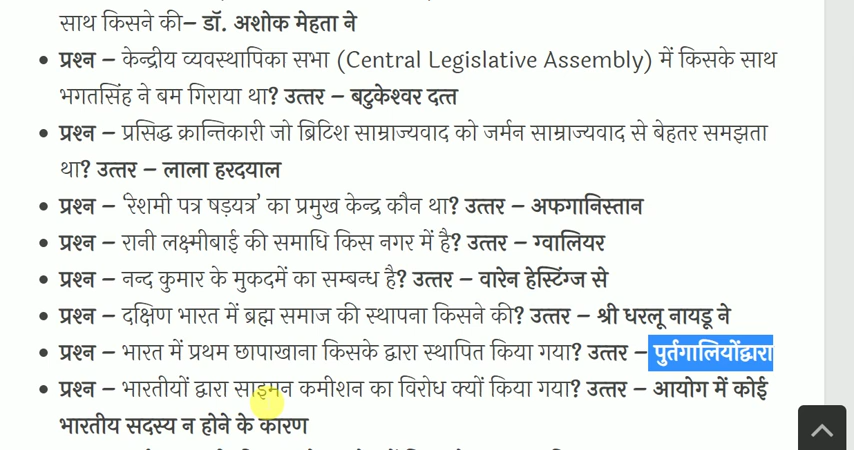 साथ किसने की– डॉ. अशोक मेहता ने
• प्रश्न – केन्द्रीय व्यवस्थापिका सभा (Central Legislative Assembly) में किसके साथ
भगतसिंह ने बम गिराया था? उत्तर – बटुकेश्वर दत्त
• प्रश्न – प्रसिद्ध क्रान्तिकारी जो ब्रिटिश साम्राज्यवाद को जर्मन साम्राज्यवाद से बेहतर समझता
था? उत्तर – लाला हरदयाल
• प्रश्न – ‘रेशमी पत्र षड़यत्र’ का प्रमुख केन्द्र कौन था? उत्तर – अफगानिस्तान
• प्रश्न – रानी लक्ष्मीबाई की समाधि किस नगर में है? उत्तर – ग्वालियर
• प्रश्न – नन्द कुमार के मुकदमें का सम्बन्ध है? उत्तर – वारेन हेस्टिंग्ज से
• प्रश्न – दक्षिण भारत में ब्रह्म समाज की स्थापना किसने की? उत्तर – श्री धरलू नायडू ने
• प्रश्न – भारत में प्रथम छापाखाना किसके द्वारा स्थापित किया गया? उत्तर – पुर्तगालियोंद्वारा
• प्रश्न – भारतीयों द्वारा साइमन कमीशन का विरोध क्यों किया गया? उत्तर – आयोग में कोई
भारतीय सदस्य न होने के कारण